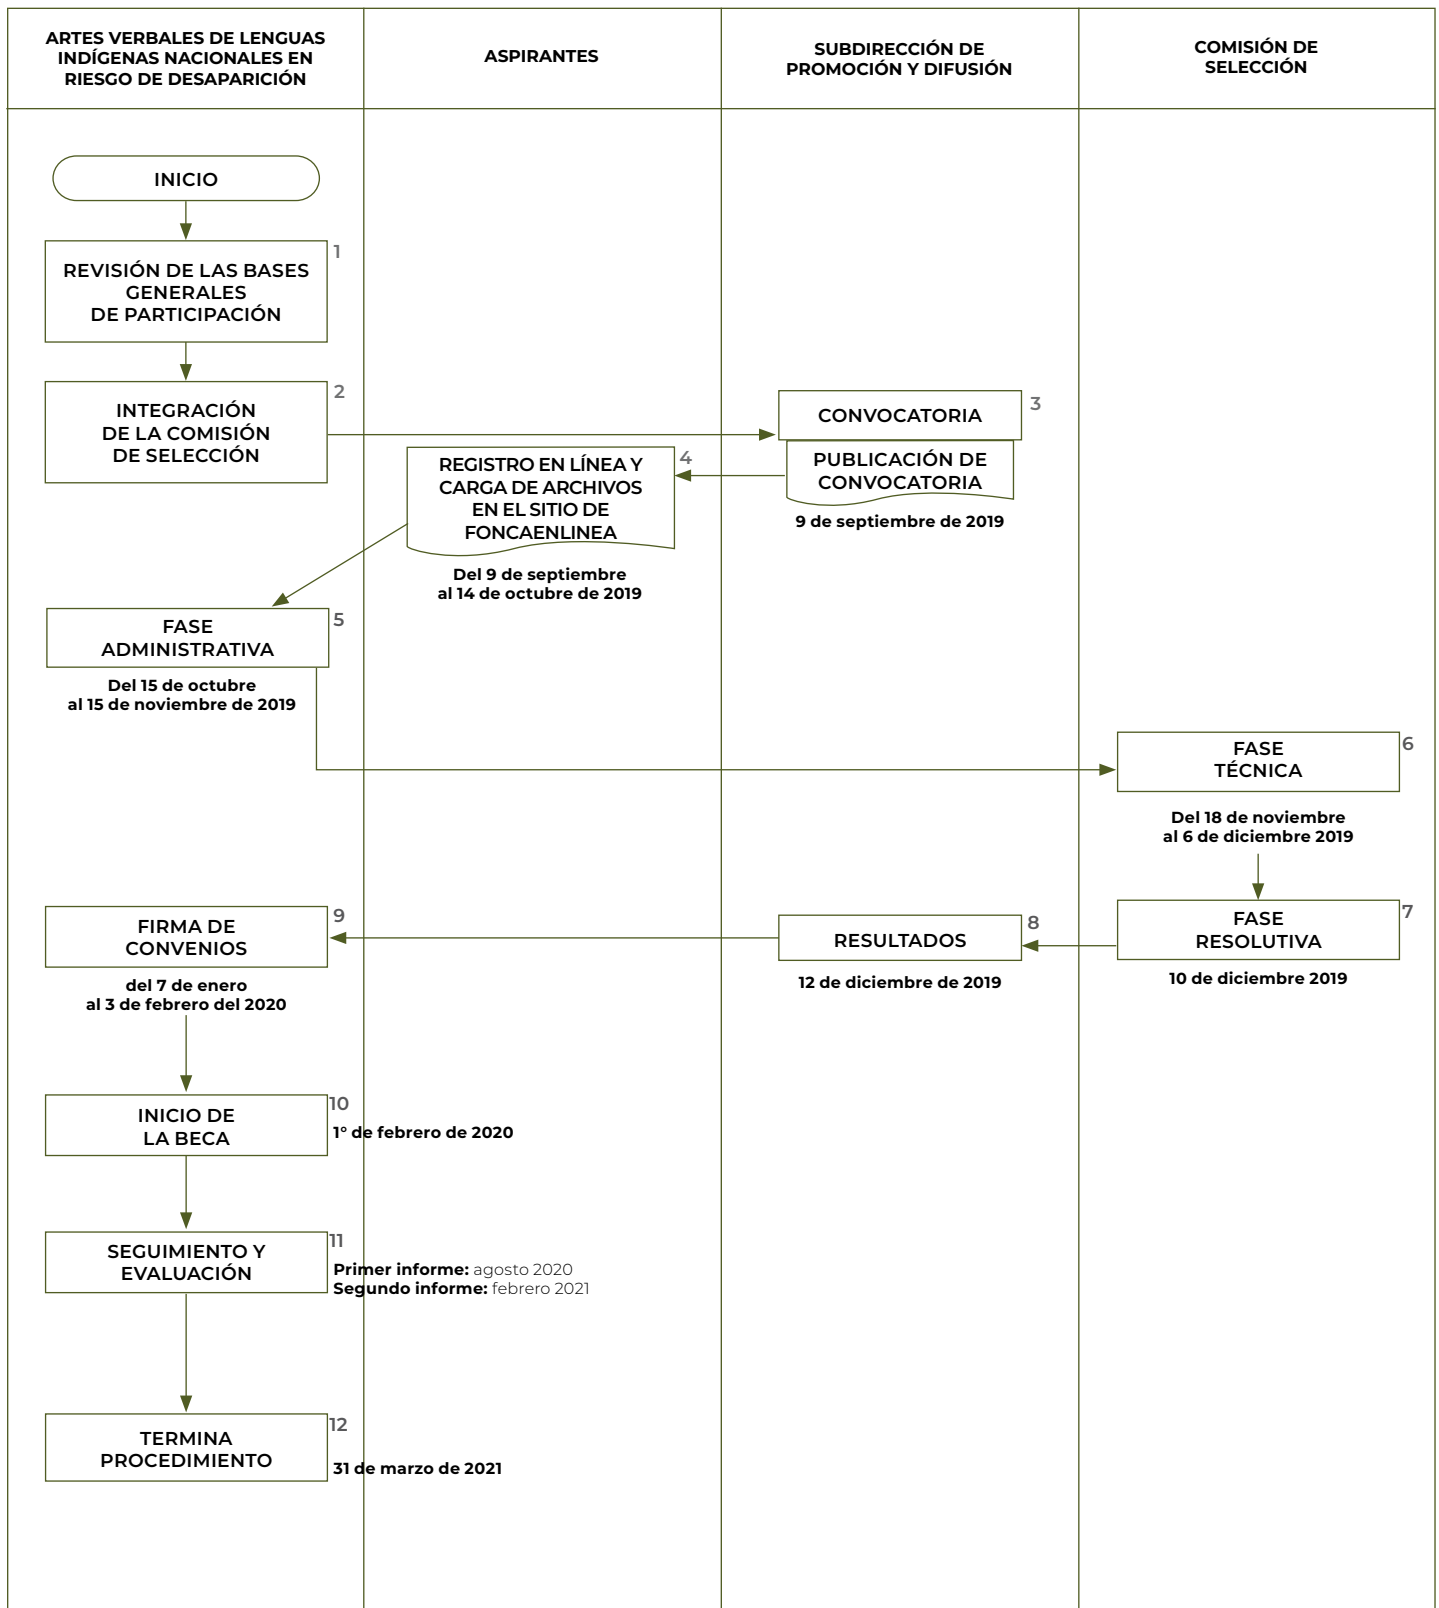 ARTES VERBALES DE LENGUAS
INDÍGENAS NACIONALES EN
RIESGO DE DESAPARICIÓN
ASPIRANTES
SUBDIRECCIÓN DE
PROMOCIÓN Y DIFUSIÓN
COMISIÓN DE
SELECCIÓN
INICIO
1
REVISIÓN DE LAS BASES
GENERALES
DE PARTICIPACIÓN
2
INTEGRACIÓN
DE LA COMISIÓN
DE SELECCIÓN
3
CONVOCATORIA
PUBLICACIÓN DE
CONVOCATORIA
9 de septiembre de 2019
4
REGISTRO EN LÍNEA Y
CARGA DE ARCHIVOS
EN EL SITIO DE
FONCAENLINEA
Del 9 de septiembre
al 14 de octubre de 2019
5
FASE
ADMINISTRATIVA
Del 15 de octubre
al 15 de noviembre de 2019
6
FASE
TÉCNICA
Del 18 de noviembre
al 6 de diciembre 2019
7
FASE
RESOLUTIVA
10 de diciembre 2019
8
RESULTADOS
12 de diciembre de 2019
9
FIRMA DE
CONVENIOS
del 7 de enero
al 3 de febrero del 2020
10
INICIO DE
LA BECA
1° de febrero de 2020
11
SEGUIMIENTO Y
EVALUACIÓN
Primer informe: agosto 2020
Segundo informe: febrero 2021
12
TERMINA
PROCEDIMIENTO
31 de marzo de 2021